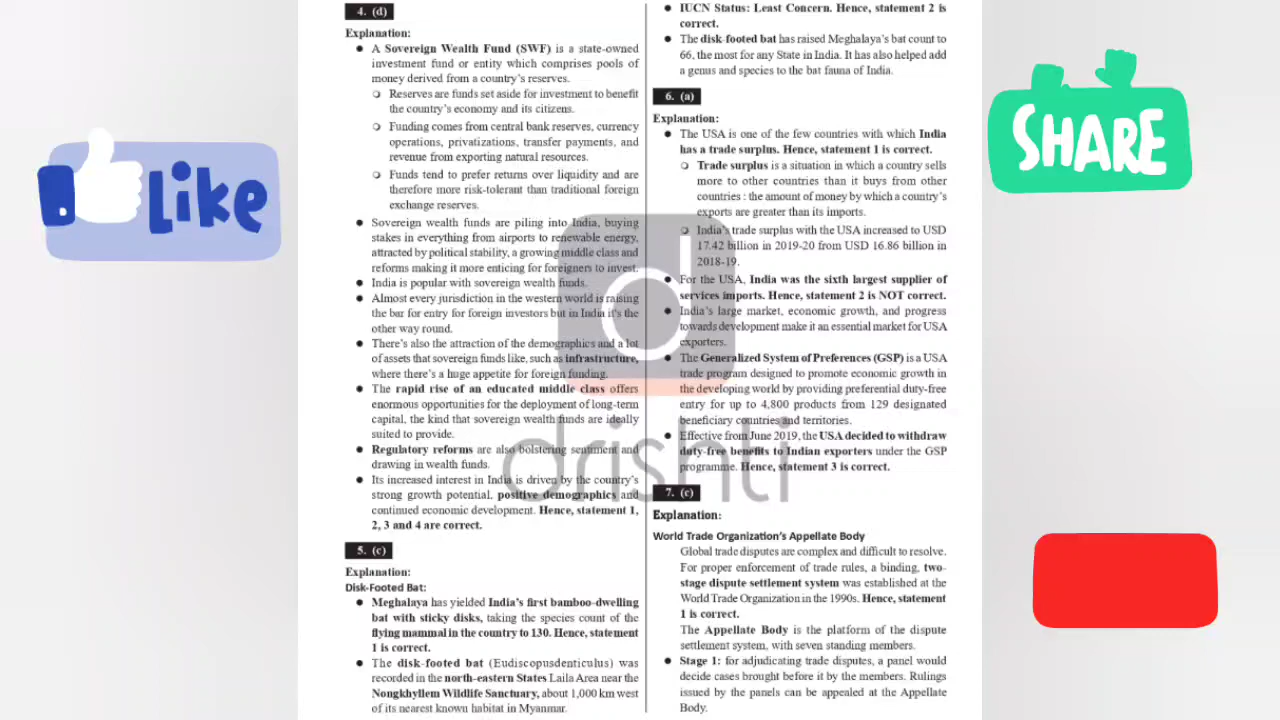 Like
SHARE
4. (d)
Explanation:
● A Sovereign Wealth Fund (SWF) is a state-owned
investment fund or entity which comprises pools of
money derived from a country's reserves.
○ Reserves are funds set aside for investment to benefit
the country's economy and its citizens.
○ Funding comes from central bank reserves, currency
operations, privatizations, transfer payments, and
revenue from exporting natural resources.
○ Funds tend to prefer returns over liquidity and are
therefore more risk-tolerant than traditional foreign
exchange reserves.
● Sovereign wealth funds are piling into India, buying
stakes in everything from airports to renewable energy,
attracted by political stability, a growing middle class and
reforms making it more enticing for foreigners to invest.
● India is popular with sovereign wealth funds.
● Almost every jurisdiction in the western world is raising
the bar for entry for foreign investors but in India it's the
other way round.
● There's also the attraction of the demographics and a lot
of assets that sovereign funds like, such as infrastructure,
where there's a huge appetite for foreign funding.
● The rapid rise of an educated middle class offers
enormous opportunities for the deployment of long-term
capital, the kind that sovereign wealth funds are ideally
suited to provide.
● Regulatory reforms are also bolstering sentiment and
drawing in wealth funds.
● Its increased interest in India is driven by the country's
strong growth potential, positive demographics and
continued economic development. Hence, statement 1,
2, 3 and 4 are correct.
5. (c)
Explanation:
Disk-Footed Bat:
● Meghalaya has yielded India's first bamboo-dwelling
bat with sticky disks, taking the species count of the
flying mammal in the country to 130. Hence, statement
1 is correct.
● The disk-footed bat (Eudiscopusdenticulus) was
recorded in the north-eastern States Laila Area near the
Nongkhyllem Wildlife Sanctuary, about 1,000 km west
of its nearest known habitat in Myanmar.
● IUCN Status: Least Concern. Hence, statement 2 is
correct.
● The disk-footed bat has raised Meghalaya's bat count to
66, the most for any State in India. It has also helped add
a genus and species to the bat fauna of India.
6. (a)
Explanation:
● The USA is one of the few countries with which India
has a trade surplus. Hence, statement 1 is correct.
○ Trade surplus is a situation in which a country sells
more to other countries than it buys from other
countries : the amount of money by which a country's
exports are greater than its imports.
○ India's trade surplus with the USA increased to USD
17.42 billion in 2019-20 from USD 16.86 billion in
2018-19.
● For the USA, India was the sixth largest supplier of
services imports. Hence, statement 2 is NOT correct.
● India's large market, economic growth, and progress
towards development make it an essential market for USA
exporters.
● The Generalized System of Preferences (GSP) is a USA
trade program designed to promote economic growth in
the developing world by providing preferential duty-free
entry for up to 4,800 products from 129 designated
beneficiary countries and territories.
● Effective from June 2019, the USA decided to withdraw
duty-free benefits to Indian exporters under the GSP
programme. Hence, statement 3 is correct.
7. (c)
Explanation:
World Trade Organization's Appellate Body
Global trade disputes are complex and difficult to resolve.
For proper enforcement of trade rules, a binding, two-
stage dispute settlement system was established at the
World Trade Organization in the 1990s. Hence, statement
1 is correct.
The Appellate Body is the platform of the dispute
settlement system, with seven standing members.
● Stage 1: for adjudicating trade disputes, a panel would
decide cases brought before it by the members. Rulings
issued by the panels can be appealed at the Appellate
Body.
drishti